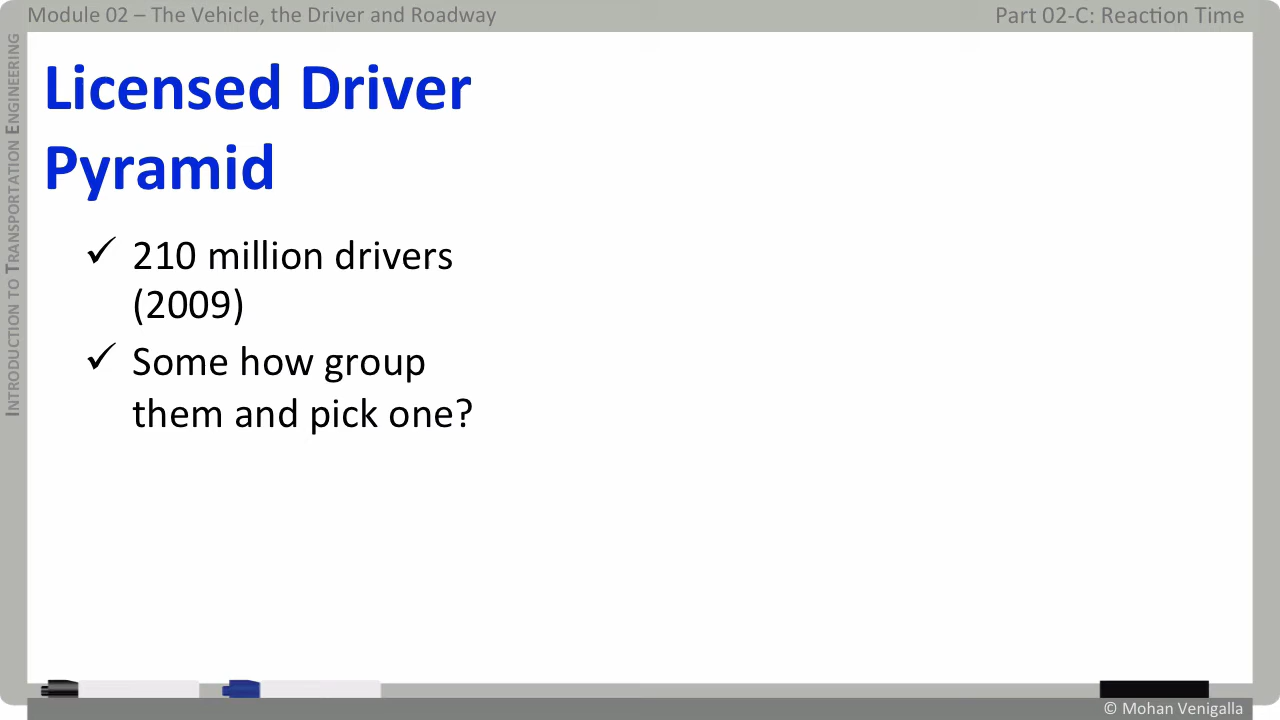 Module 02 – The Vehicle, the Driver and Roadway
Part 02-C: Reaction Time
INTRODUCTION TO TRANSPORTATION ENGINEERING
Licensed Driver
Pyramid
✓ 210 million drivers
(2009)
✓ Some how group
them and pick one?
© Mohan Venigalla